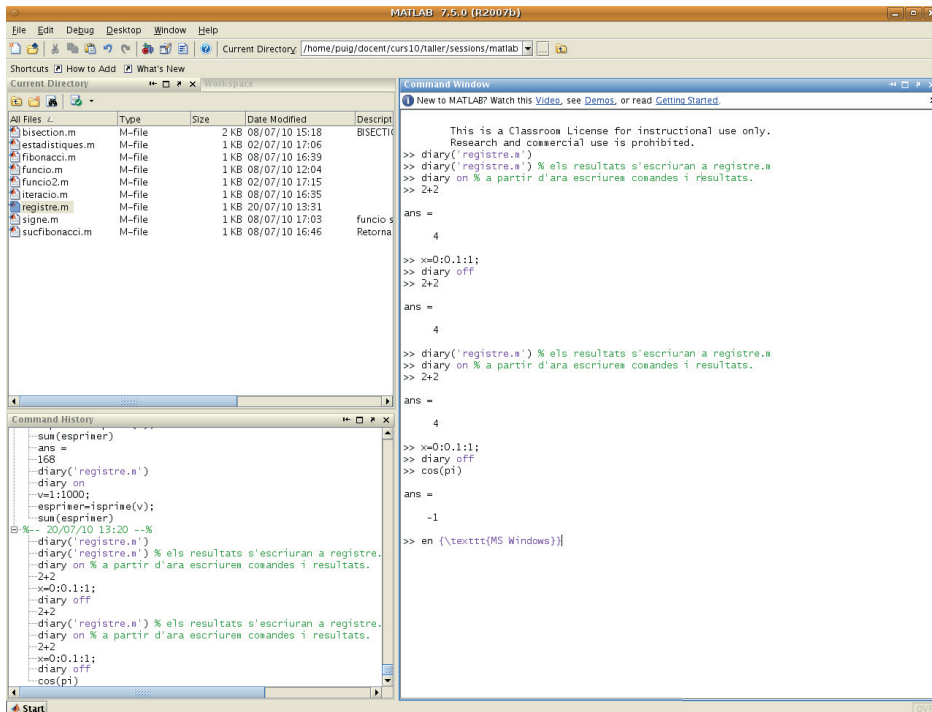 MATLAB 7.5.0 (R2007b)
File Edit Debug Desktop Window Help
Current Directory: /home/puig/docent/curs10/taller/sessions/matlab
Shortcuts How to Add What's New
Current Directory Workspace
All Files Type Size Date Modified Descript
bisection.m M-file 2 KB 08/07/10 15:18 BISECTI
estadistiques.m M-file 1 KB 02/07/10 17:06
fibonacci.m M-file 1 KB 08/07/10 16:39
funcio.m M-file 1 KB 08/07/10 12:04
funcio2.m M-file 1 KB 02/07/10 17:15
iteracio.m M-file 1 KB 08/07/10 16:35
registre.m M-file 1 KB 20/07/10 13:31
signe.m M-file 1 KB 08/07/10 17:03 funcio s
sucfibonacci.m M-file 1 KB 08/07/10 16:46 Retorna
Command History
sum(esprimer)
ans =
168
diary('registre.m')
diary on
v=1:1000;
esprimer=isprime(v);
sum(esprimer)
%-- 20/07/10 13:20 --%
diary('registre.m')
diary('registre.m') % els resultats s'escriuran a registre.
diary on % a partir d'ara escriurem comandes i resultats.
2+2
x=0:0.1:1;
diary off
2+2
diary('registre.m') % els resultats s'escriuran a registre.
diary on % a partir d'ara escriurem comandes i resultats.
2+2
x=0:0.1:1;
diary off
cos(pi)
Start
Command Window
New to MATLAB? Watch this Video, see Demos, or read Getting Started.
This is a Classroom License for instructional use only.
Research and commercial use is prohibited.
>> diary('registre.m')
>> diary('registre.m') % els resultats s'escriuran a registre.m
>> diary on % a partir d'ara escriurem comandes i resultats.
>> 2+2
ans =
4
>> x=0:0.1:1;
>> diary off
>> 2+2
ans =
4
>> diary('registre.m') % els resultats s'escriuran a registre.m
>> diary on % a partir d'ara escriurem comandes i resultats.
>> 2+2
ans =
4
>> x=0:0.1:1;
>> diary off
>> cos(pi)
ans =
-1
>> en {\texttt{MS Windows}}
OVR